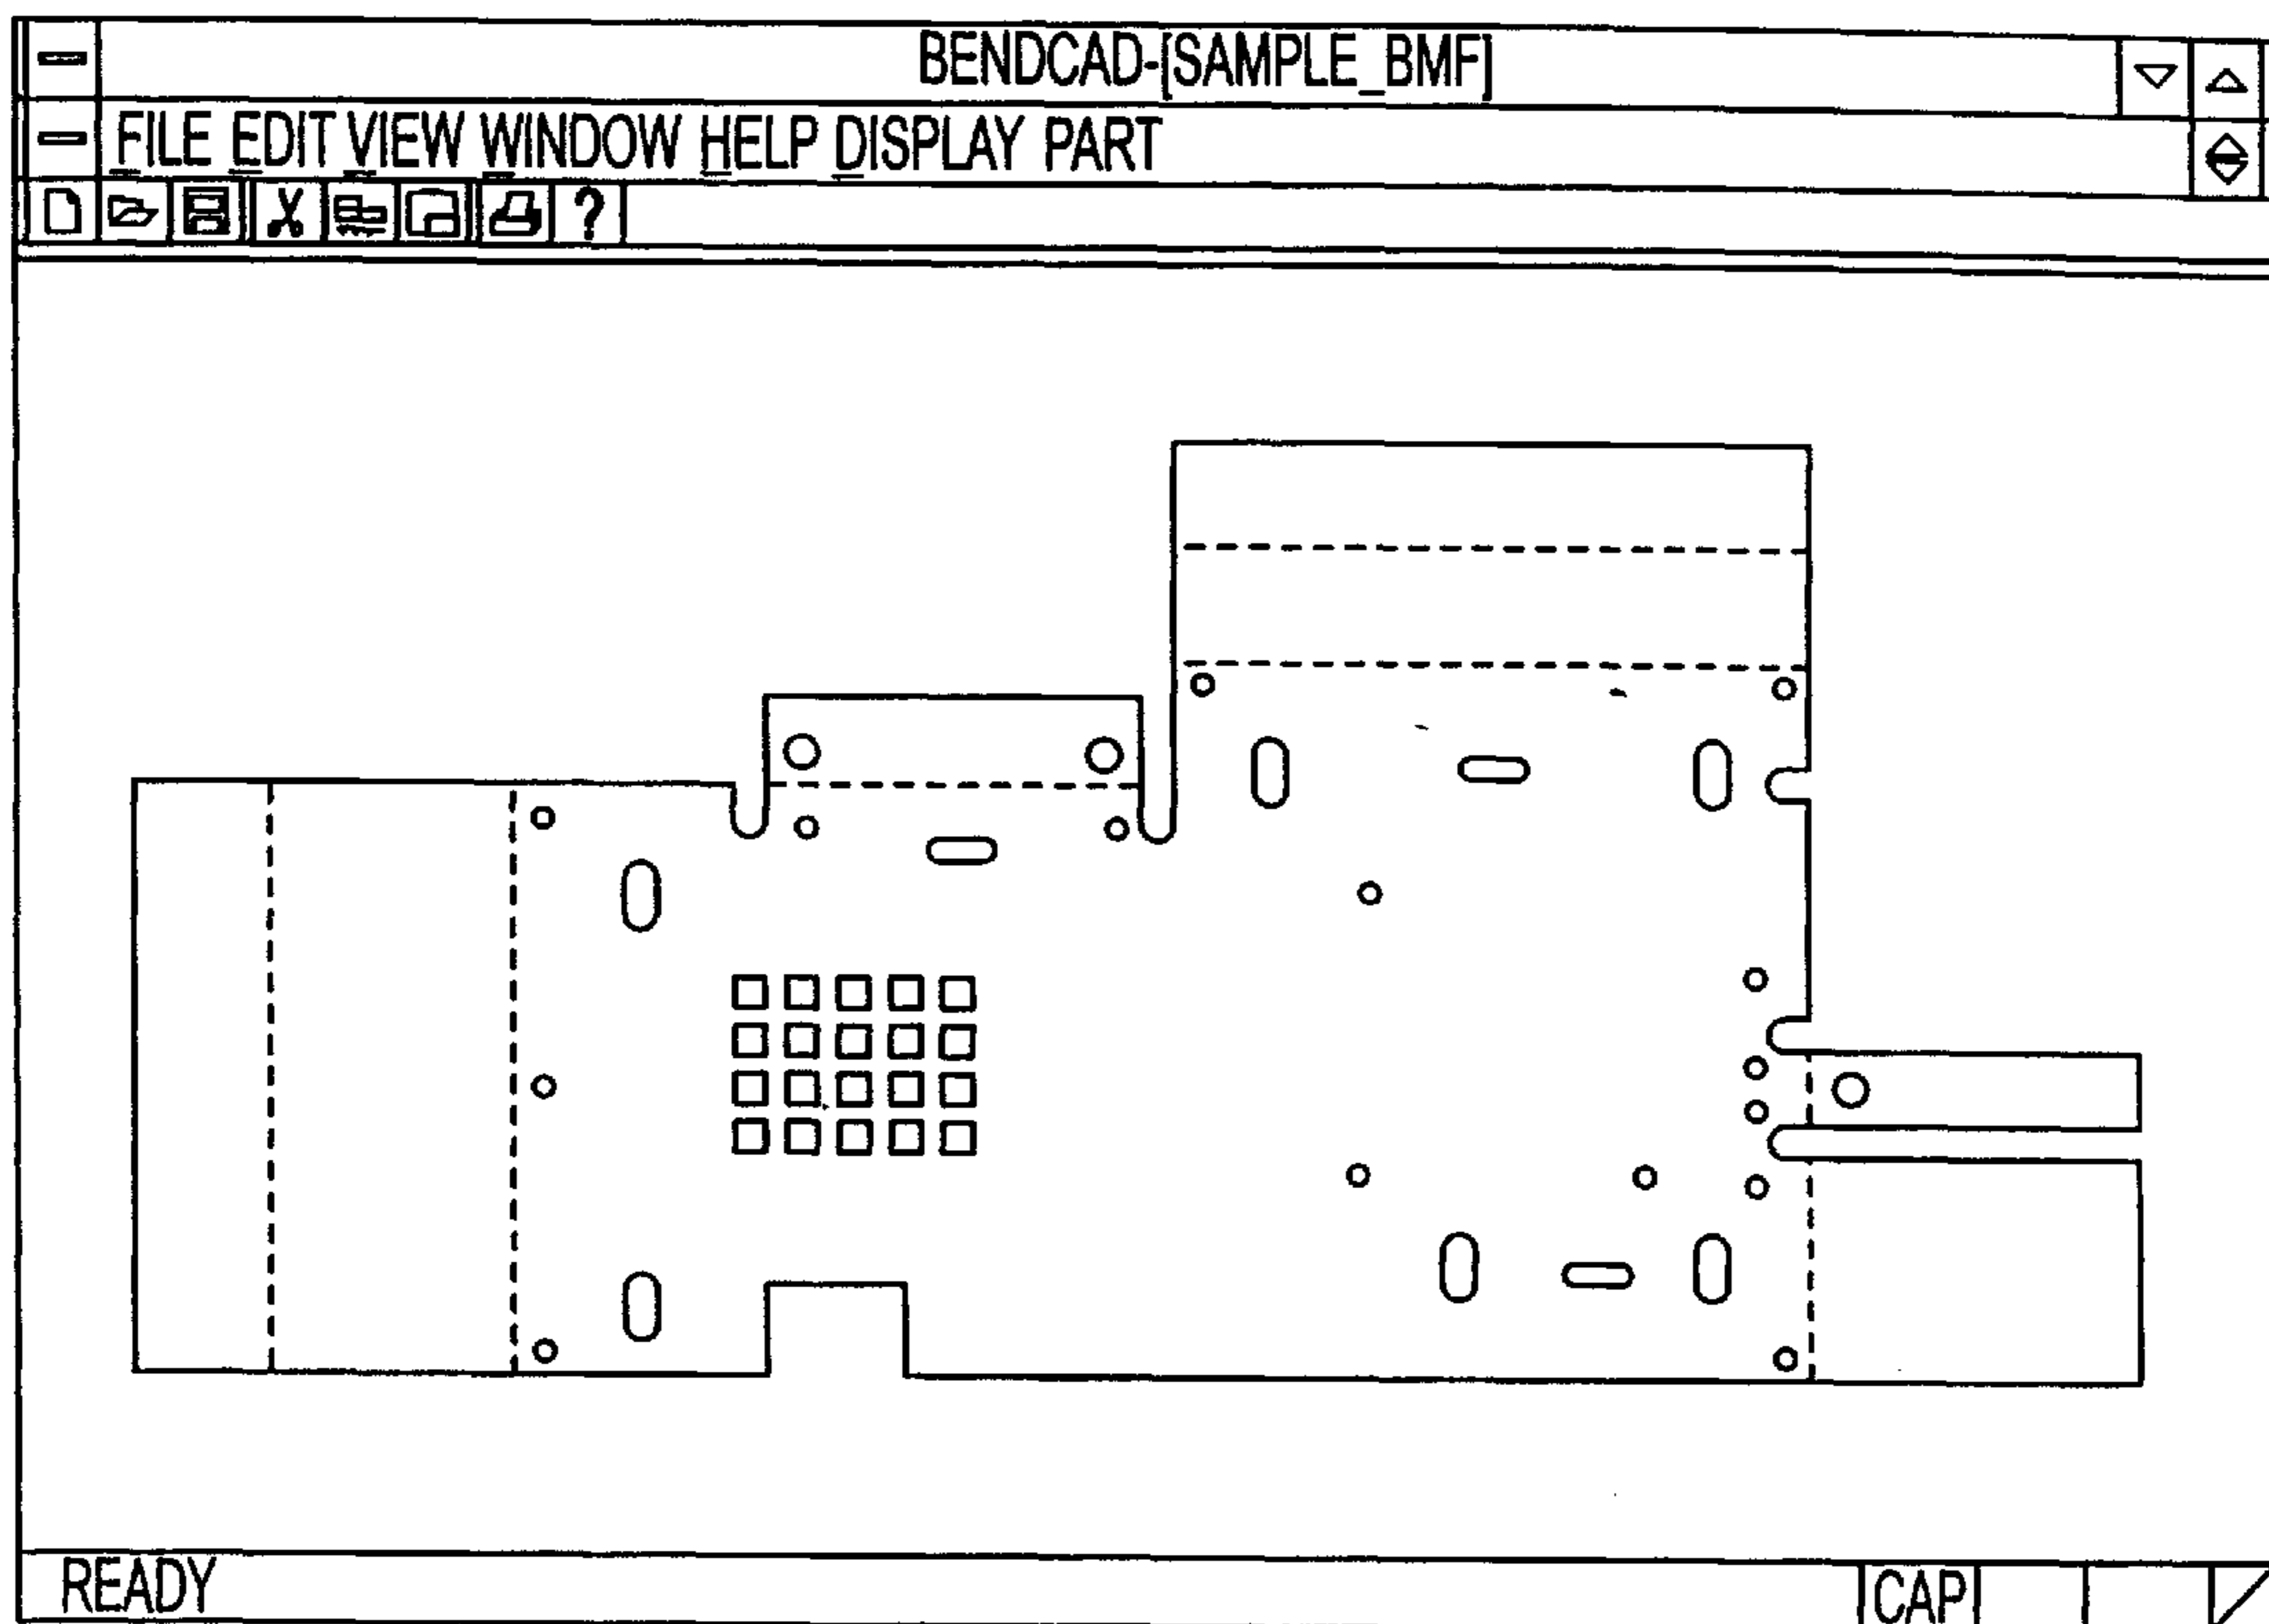 BENDCAD-[SAMPLE_BMF]
FILE EDIT VIEW WINDOW HELP DISPLAY PART
?
READY
CAP